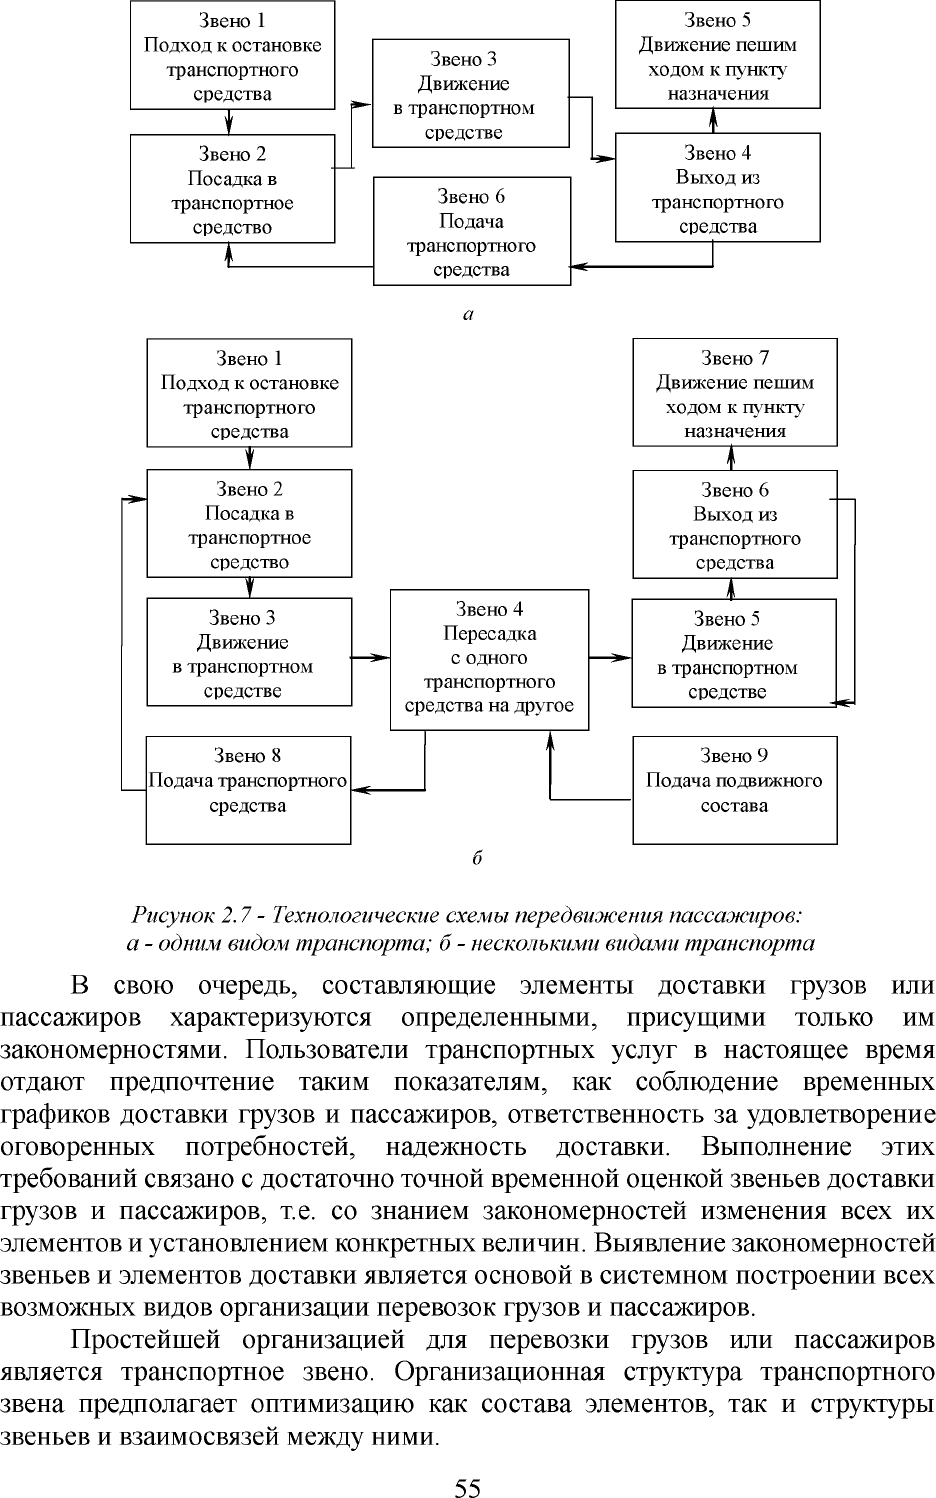 Звено 1
Подход к остановке
транспортного
средства
Звено 2
Посадка в
транспортное
средство
Звено 3
Движение
в транспортном
средстве
Звено 6
Подача
транспортного
средства
Звено 5
Движение пешим
ходом к пункту
назначения
Звено 4
Выход из
транспортного
средства
а
Звено 1
Подход к остановке
транспортного
средства
Звено 2
Посадка в
транспортное
средство
Звено 3
Движение
в транспортном
средстве
Звено 8
Подача транспортного
средства
Звено 4
Пересадка
с одного
транспортного
средства на другое
Звено 7
Движение пешим
ходом к пункту
назначения
Звено 6
Выход из
транспортного
средства
Звено 5
Движение
в транспортном
средстве
Звено 9
Подача подвижного
состава
б
Рисунок 2.7 - Технологические схемы передвижения пассажиров:
а - одним видом транспорта; б - несколькими видами транспорта
В свою очередь, составляющие элементы доставки грузов или
пассажиров характеризуются определенными, присущими только им
закономерностями. Пользователи транспортных услуг в настоящее время
отдают предпочтение таким показателям, как соблюдение временных
графиков доставки грузов и пассажиров, ответственность за удовлетворение
оговоренных потребностей, надежность доставки. Выполнение этих
требований связано с достаточно точной временной оценкой звеньев доставки
грузов и пассажиров, т.е. со знанием закономерностей изменения всех их
элементов и установлением конкретных величин. Выявление закономерностей
звеньев и элементов доставки является основой в системном построении всех
возможных видов организации перевозок грузов и пассажиров.
Простейшей организацией для перевозки грузов или пассажиров
является транспортное звено. Организационная структура транспортного
звена предполагает оптимизацию как состава элементов, так и структуры
звеньев и взаимосвязей между ними.
55